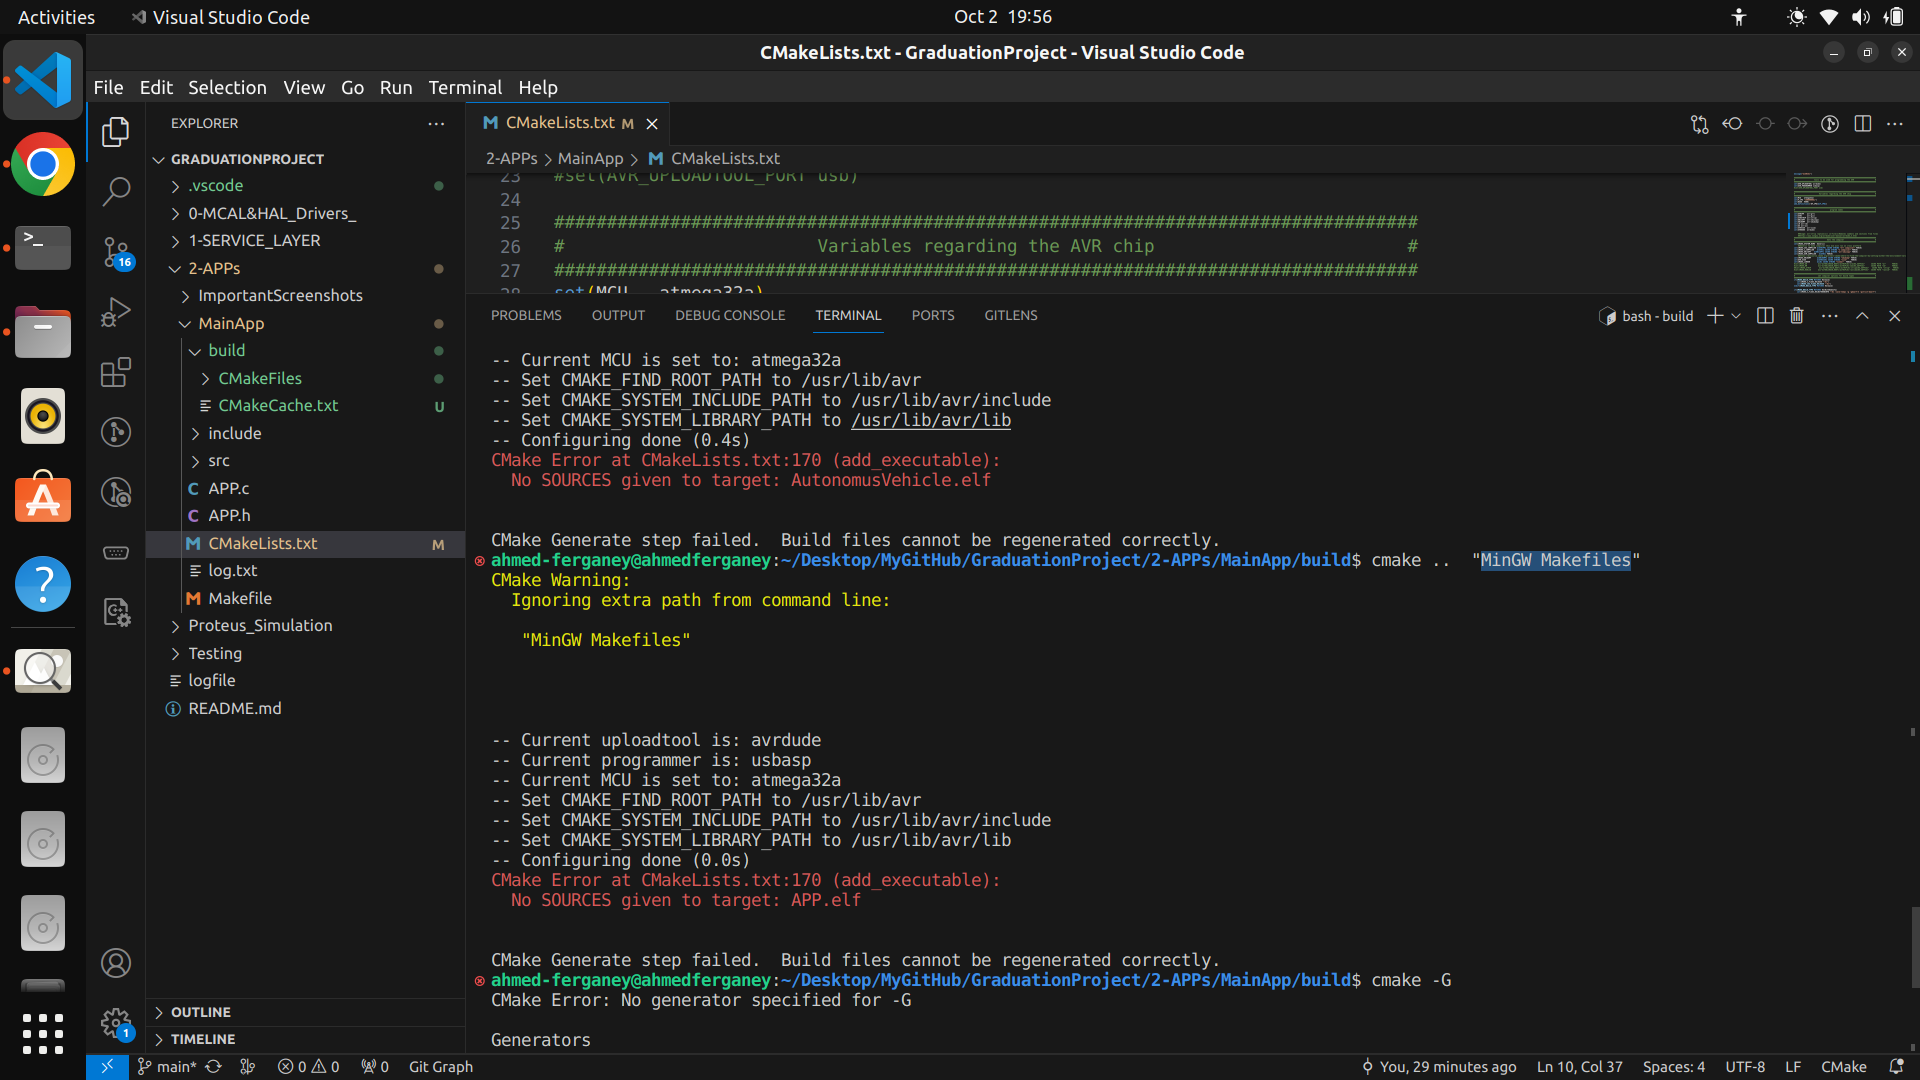 Activities
Visual Studio Code
Oct 2 19:56
CMakeLists.txt - GraduationProject - Visual Studio Code
File Edit Selection View Go Run Terminal Help
EXPLORER
CMakeLists.txt M
GRADUATIONPROJECT
.vscode
0-MCAL&HAL_Drivers_
1-SERVICE_LAYER
2-APPs
ImportantScreenshots
MainApp
build
CMakeFiles
CMakeCache.txt U
include
src
APP.c
APP.h
CMakeLists.txt M
log.txt
Makefile
Proteus_Simulation
Testing
logfile
README.md
OUTLINE
TIMELINE
16
1
2-APPs > MainApp > CMakeLists.txt
23 #set(AVR_UPLOADTOOL_PORT usb)
24
25 ##################################################################################
26 # Variables regarding the AVR chip #
27 ##################################################################################
28 set(MCU atmega32a)
PROBLEMS OUTPUT DEBUG CONSOLE TERMINAL PORTS GITLENS
bash - build
-- Current MCU is set to: atmega32a
-- Set CMAKE_FIND_ROOT_PATH to /usr/lib/avr
-- Set CMAKE_SYSTEM_INCLUDE_PATH to /usr/lib/avr/include
-- Set CMAKE_SYSTEM_LIBRARY_PATH to /usr/lib/avr/lib
-- Configuring done (0.4s)
CMake Error at CMakeLists.txt:170 (add_executable):
No SOURCES given to target: AutonomusVehicle.elf
CMake Generate step failed. Build files cannot be regenerated correctly.
ahmed-ferganey@ahmedferganey:~/Desktop/MyGitHub/GraduationProject/2-APPs/MainApp/build$ cmake .. "MinGW Makefiles"
CMake Warning:
Ignoring extra path from command line:
"MinGW Makefiles"
-- Current uploadtool is: avrdude
-- Current programmer is: usbasp
-- Current MCU is set to: atmega32a
-- Set CMAKE_FIND_ROOT_PATH to /usr/lib/avr
-- Set CMAKE_SYSTEM_INCLUDE_PATH to /usr/lib/avr/include
-- Set CMAKE_SYSTEM_LIBRARY_PATH to /usr/lib/avr/lib
-- Configuring done (0.0s)
CMake Error at CMakeLists.txt:170 (add_executable):
No SOURCES given to target: APP.elf
CMake Generate step failed. Build files cannot be regenerated correctly.
ahmed-ferganey@ahmedferganey:~/Desktop/MyGitHub/GraduationProject/2-APPs/MainApp/build$ cmake -G
CMake Error: No generator specified for -G
Generators
main* 0 0 0 Git Graph
You, 29 minutes ago Ln 10, Col 37 Spaces: 4 UTF-8 LF CMake